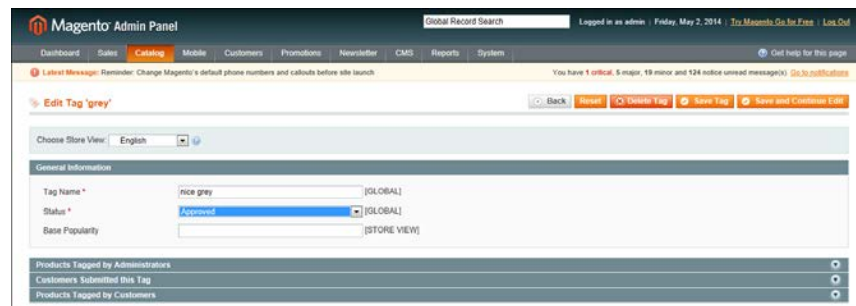 Magento Admin Panel
Global Record Search
Logged in as admin | Friday, May 2, 2014 | Try Magento Go for Free | Log Out
Dashboard Sales Catalog Mobile Customers Promotions Newsletter CMS Reports System
Get help for this page
Latest Message: Reminder: Change Magento's default phone numbers and callouts before site launch
You have 1 critical, 5 major, 19 minor and 124 notice unread message(s). Go to notifications
Edit Tag 'grey'
Back Reset Delete Tag Save Tag Save and Continue Edit
Choose Store View: English
General Information
Tag Name * nice grey [GLOBAL]
Status * Approved [GLOBAL]
Base Popularity [STORE VIEW]
Products Tagged by Administrators
Customers Submitted this Tag
Products Tagged by Customers